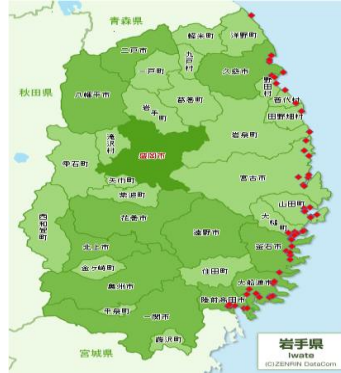 青森県
軽米町
洋野町
二戸市
九戸村
久慈市
一戸町
野田村
秋田県
八幡平市
葛巻町
普代村
岩手町
田野畑村
滝沢村
岩泉町
盛岡市
雫石町
矢巾町
宮古市
紫波町
山田町
西和賀町
花巻市
大槌町
遠野市
北上市
釜石市
金ヶ崎町
住田町
奥州市
大船渡市
陸前高田市
平泉町
一関市
藤沢町
宮城県
岩手県
Iwate
(C)ZENRIN DataCom